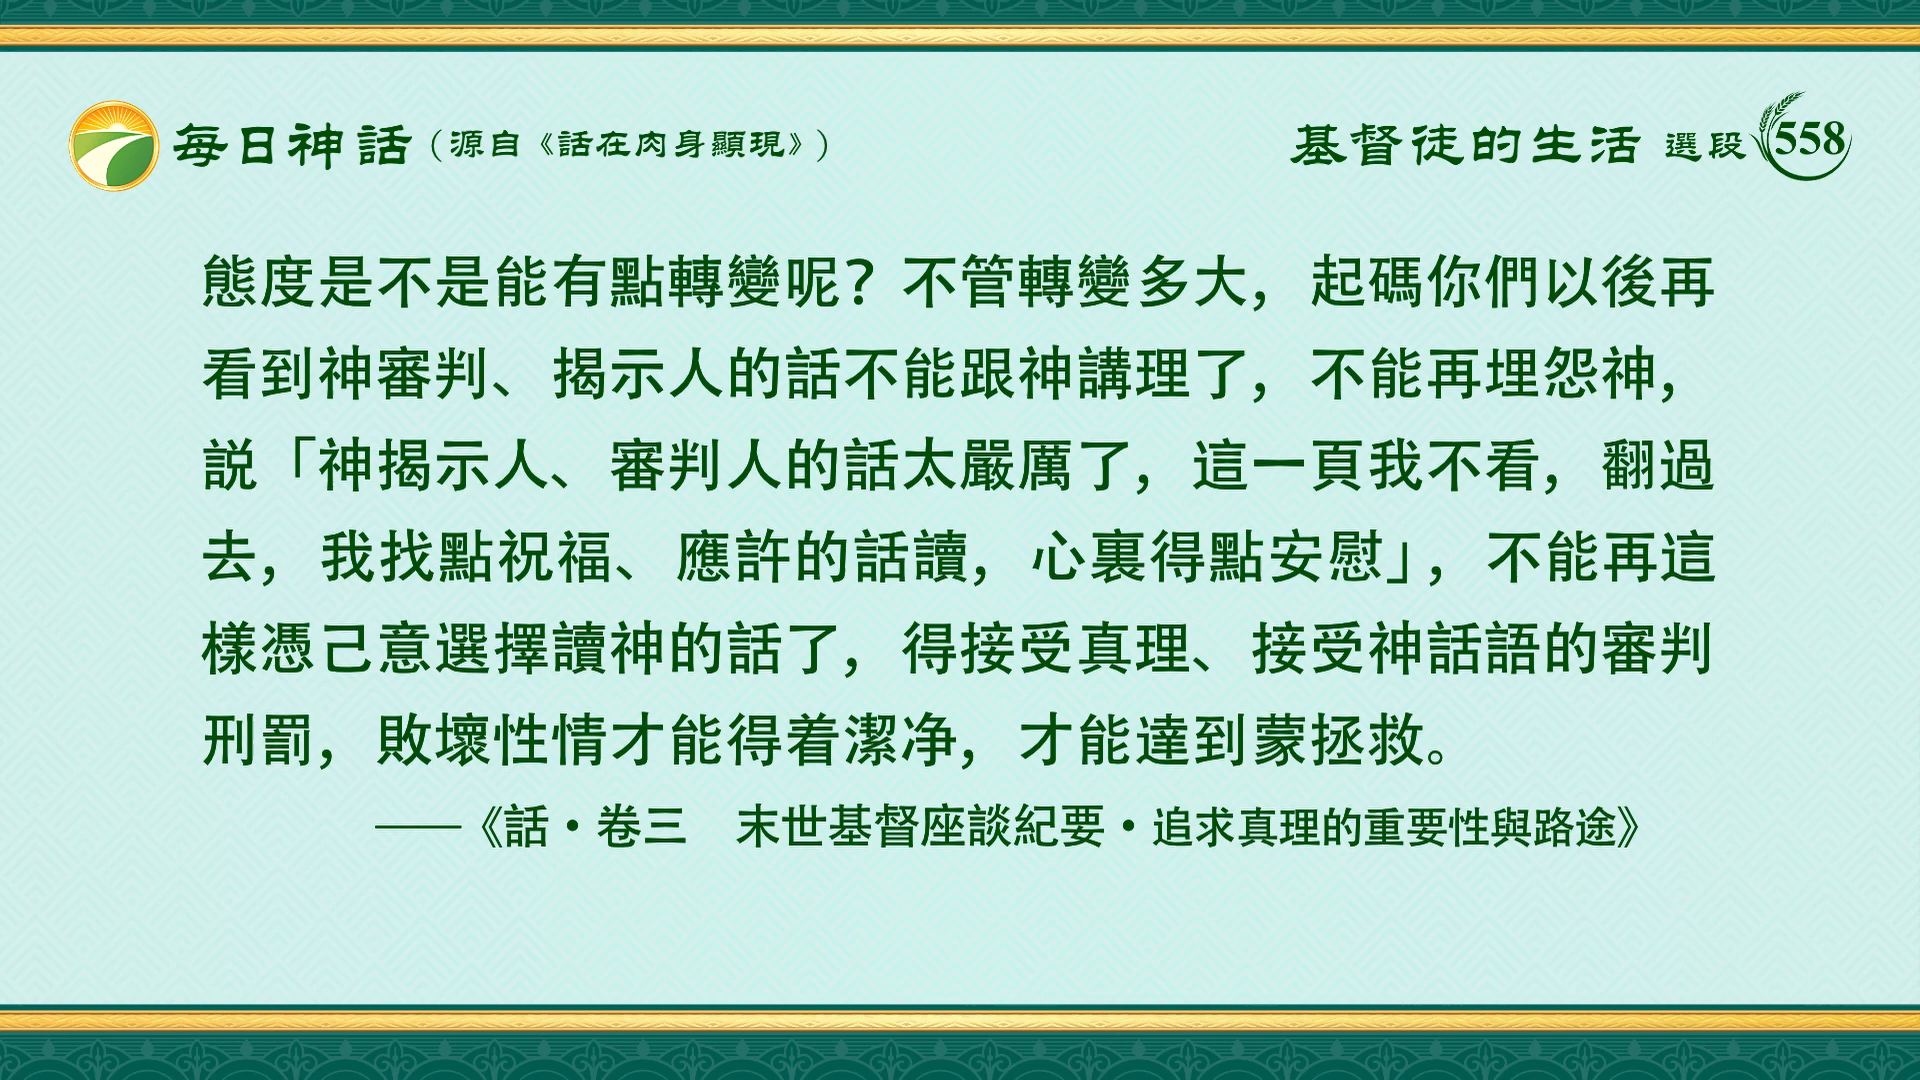 每日神話（源自《話在肉身顯現》）
基督徒的生活 選段 558
態度是不是能有點轉變呢？不管轉變多大，起碼你們以後再
看到神審判、揭示人的話不能跟神講理了，不能再埋怨神，
説「神揭示人、審判人的話太嚴厲了，這一頁我不看，翻過
去，我找點祝福、應許的話讀，心裏得點安慰」，不能再這
樣憑己意選擇讀神的話了，得接受真理、接受神話語的審判
刑罰，敗壞性情才能得着潔净，才能達到蒙拯救。
——《話・卷三　末世基督座談紀要・追求真理的重要性與路途》